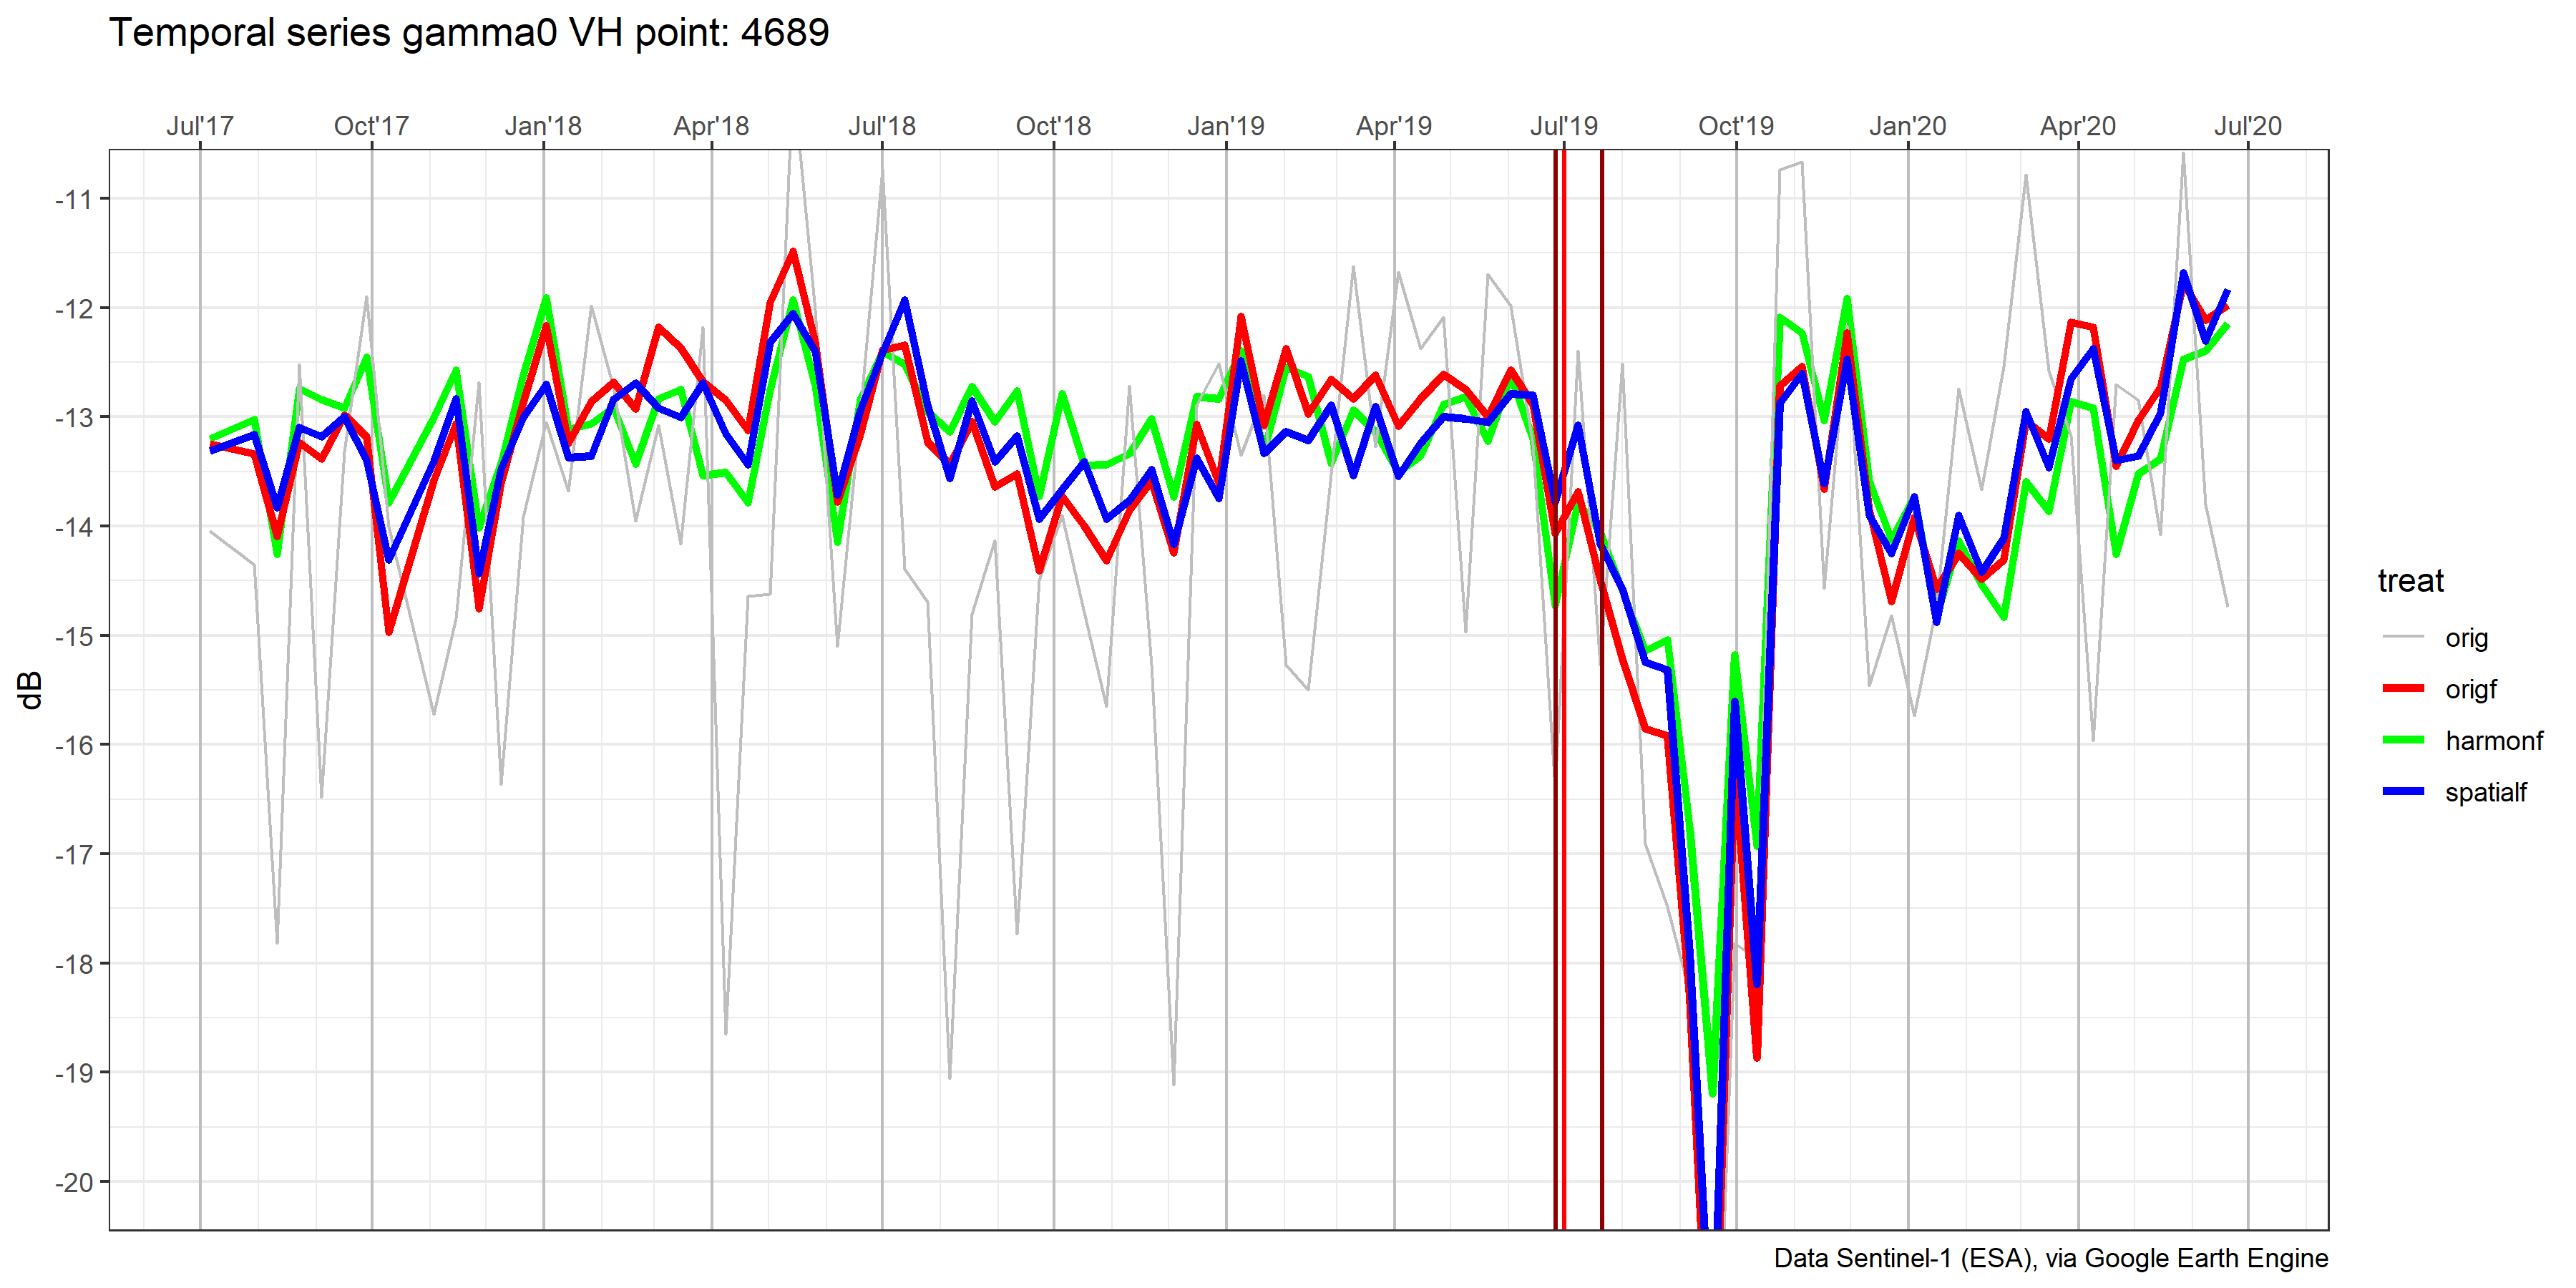 Temporal series gamma0 VH point: 4689
Jul'17 Oct'17 Jan'18 Apr'18 Jul'18 Oct'18 Jan'19 Apr'19 Jul'19 Oct'19 Jan'20 Apr'20 Jul'20
-11
-12
-13
-14
-15
-16
-17
-18
-19
-20
dB
treat
orig
origf
harmonf
spatialf
Data Sentinel-1 (ESA), via Google Earth Engine